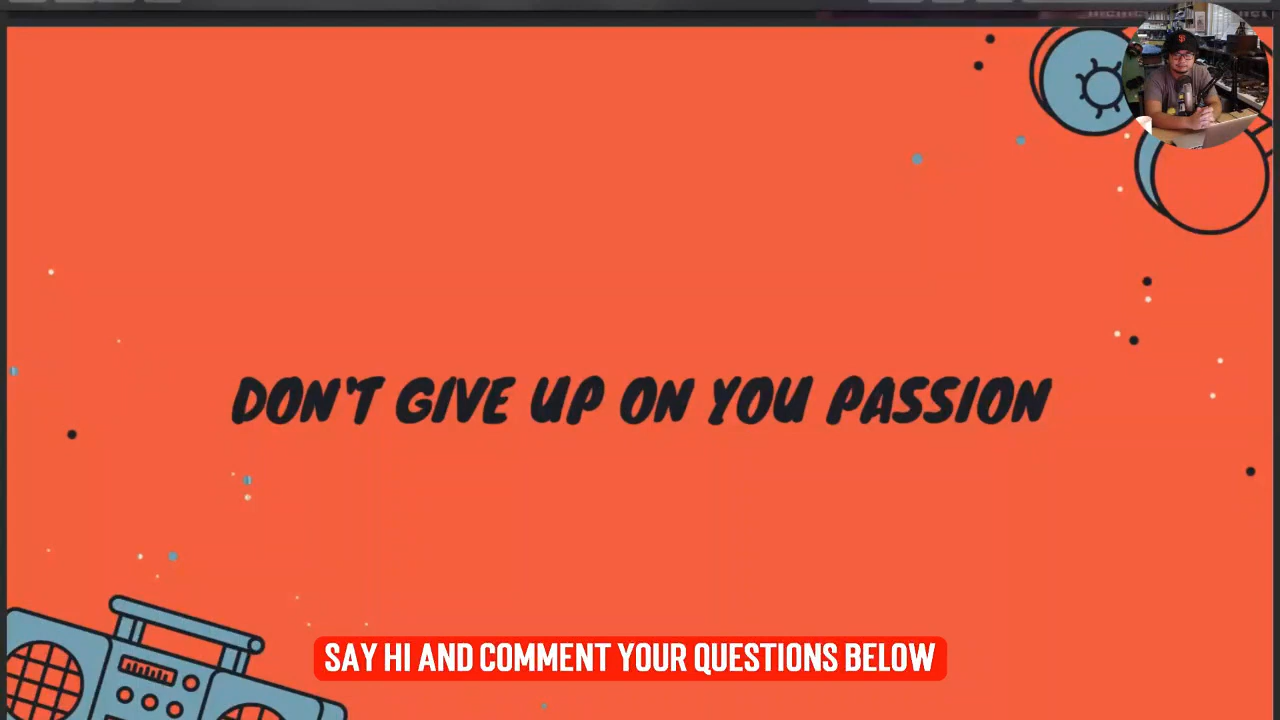 DON'T GIVE UP ON YOU PASSION
SAY HI AND COMMENT YOUR QUESTIONS BELOW